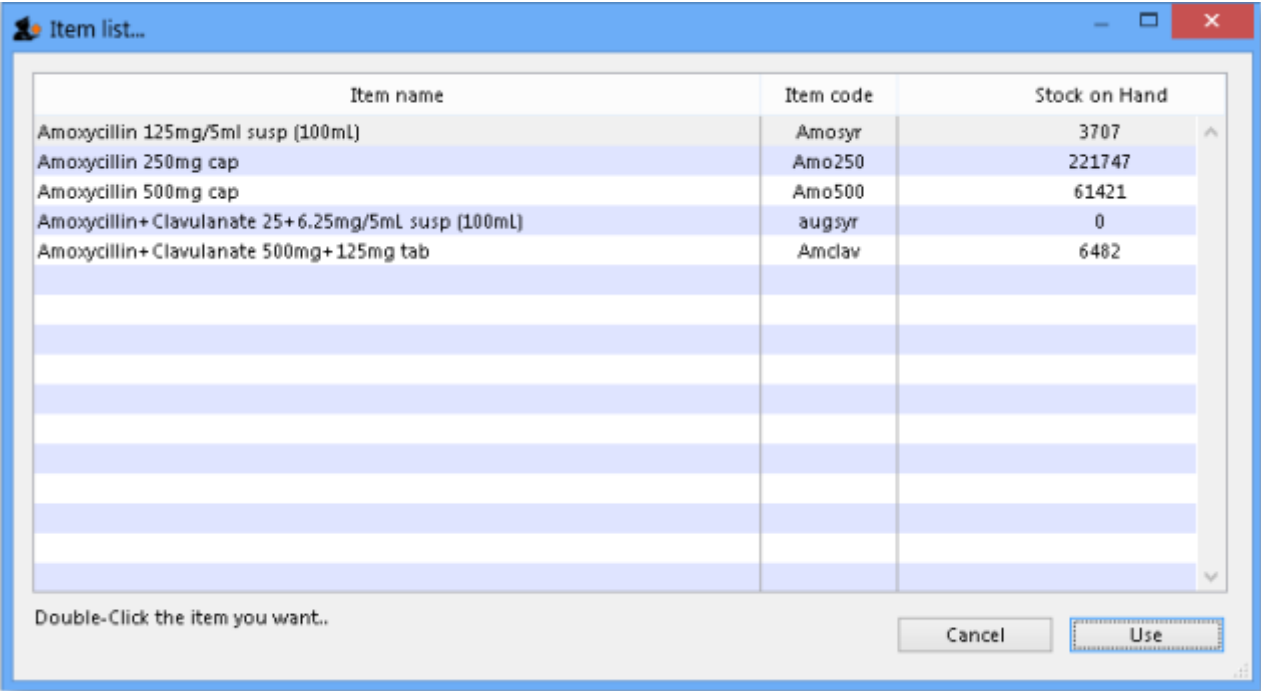 Item list...
Item name Item code Stock on Hand
Amoxycillin 125mg/5ml susp (100mL) Amosyr 3707
Amoxycillin 250mg cap Amo250 221747
Amoxycillin 500mg cap Amo500 61421
Amoxycillin+Clavulanate 25+6.25mg/5mL susp (100mL) augsyr 0
Amoxycillin+Clavulanate 500mg+125mg tab Amclav 6482
Double-Click the item you want..
Cancel Use